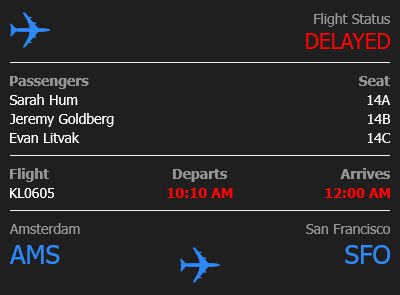 Flight Status
DELAYED
Passengers Seat
Sarah Hum 14A
Jeremy Goldberg 14B
Evan Litvak 14C
Flight Departs Arrives
KL0605 10:10 AM 12:00 AM
Amsterdam San Francisco
AMS SFO